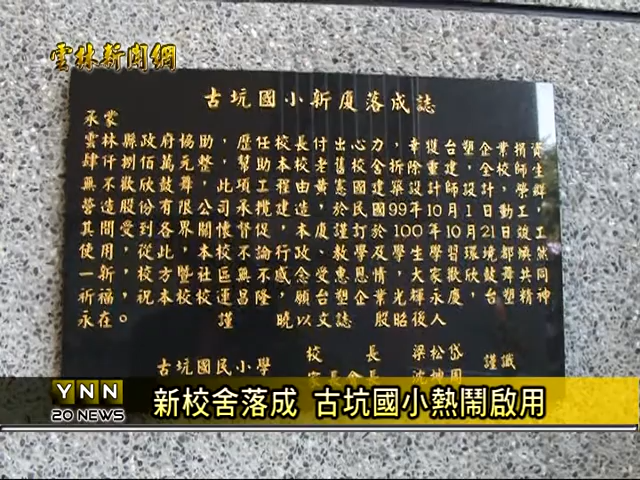 雲林新聞網
古坑國小新廈落成誌
承蒙
雲林縣政府協助，歷任校長付出心力，幸獲台塑企業捐資
肆仟捌佰萬元整，幫助本校老舊校舍拆除重建，全校師生
無不歡欣鼓舞，此項工程由黃憲國建築師設計，榮群
營造股份有限公司承攬建造，於民國99年10月1日動工，
其間受到各界關懷督促，本廈謹訂於100年10月21日竣工
使用，從此本校不論行政、教學及學生學習環境都煥然
一新，校方暨社區無不感念受惠恩情，大家歡欣鼓舞共同
祈福，祝本校校運昌隆，願台塑企業光輝永慶，台塑精神
永在。 謹曉以文誌殷昭後人
古坑國民小學 校長 梁松岱 謹識
家長會長
YNN
20 NEWS
新校舍落成 古坑國小熱鬧啟用